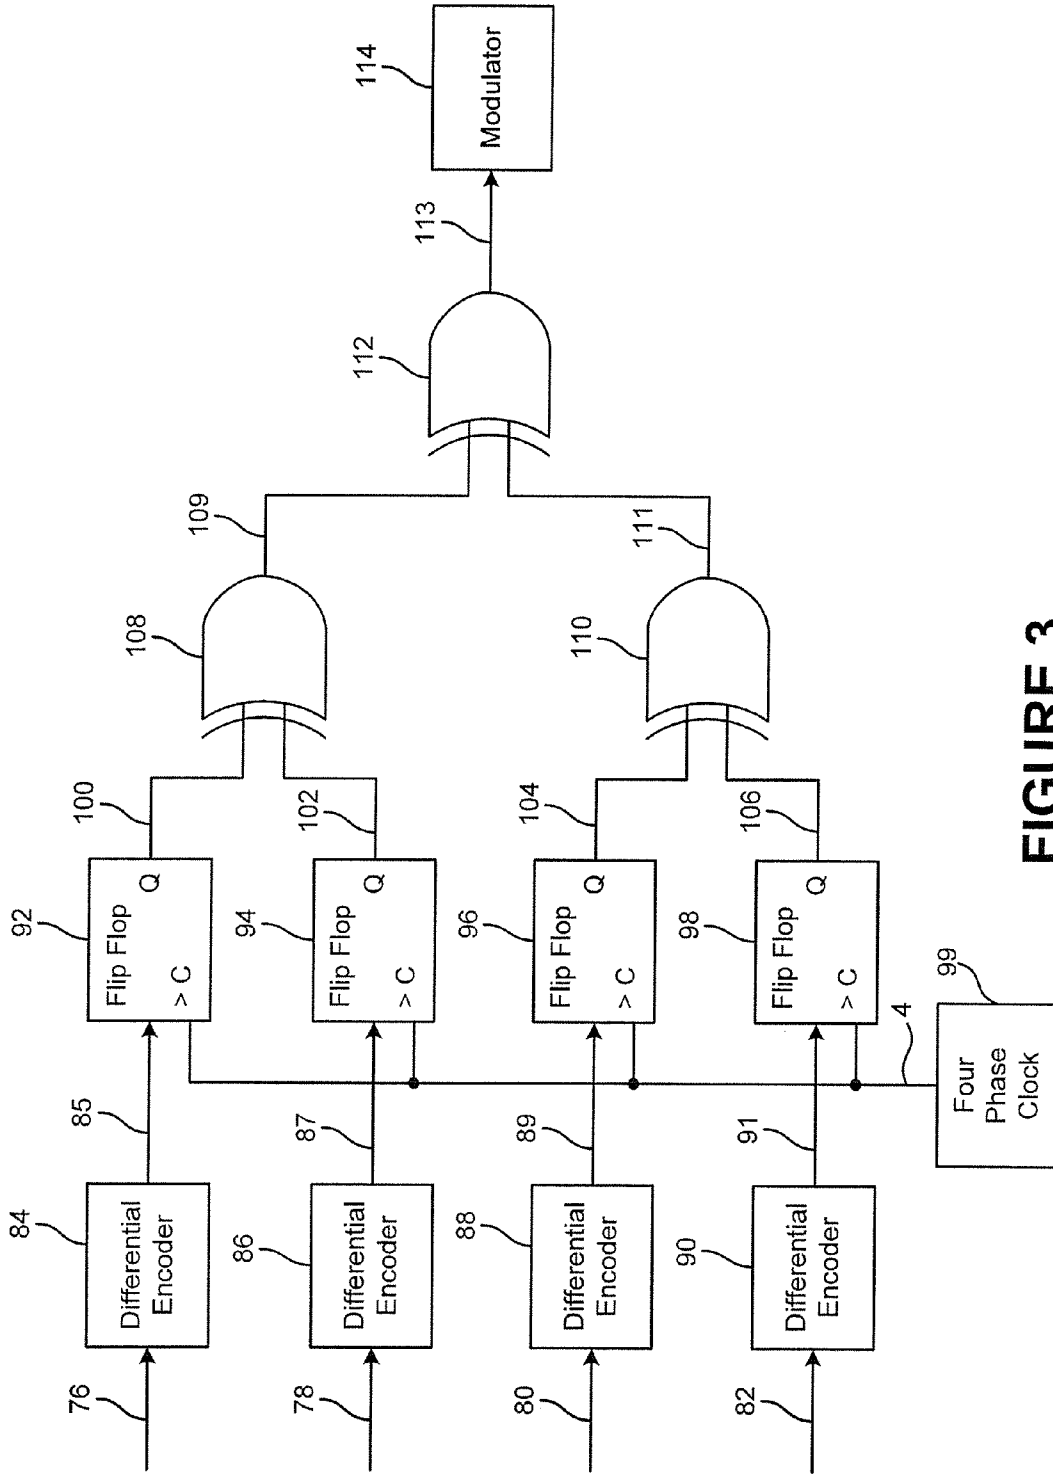 76
84
Differential
Encoder
85
92
Flip Flop
> C
Q
100
78
86
Differential
Encoder
87
94
Flip Flop
> C
Q
102
108
109
80
88
Differential
Encoder
89
96
Flip Flop
> C
Q
104
82
90
Differential
Encoder
91
98
Flip Flop
> C
Q
106
110
111
112
113
114
Modulator
4
99
Four
Phase
Clock
FIGURE 3